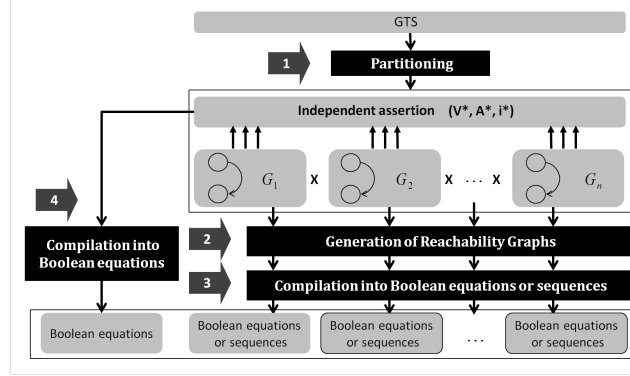 GTS
1
Partitioning
Independent assertion (V*, A*, i*)
G1 X G2 X ... X Gn
4
Compilation into
Boolean equations
2
Generation of Reachability Graphs
3
Compilation into Boolean equations or sequences
Boolean equations
Boolean equations
or sequences
Boolean equations
or sequences
...
Boolean equations
or sequences